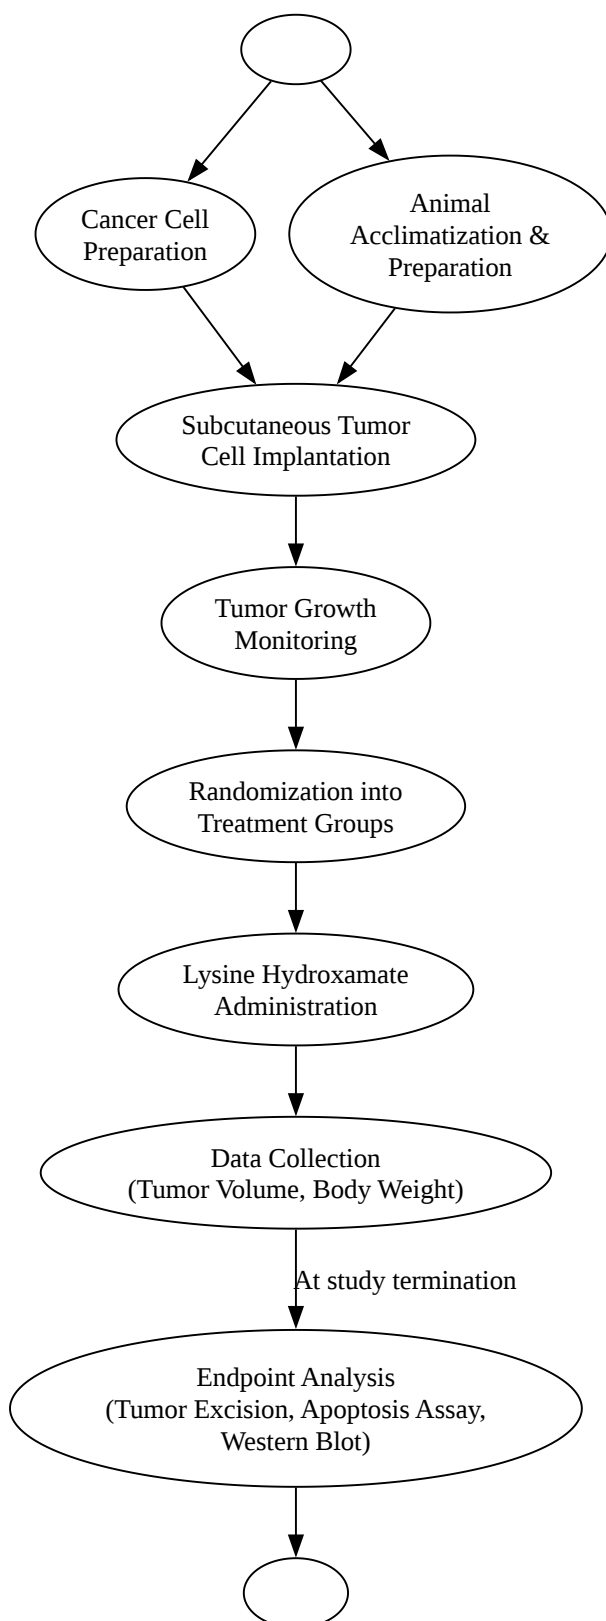 Cancer Cell
Preparation
Animal
Acclimatization &
Preparation
Subcutaneous Tumor
Cell Implantation
Tumor Growth
Monitoring
Randomization into
Treatment Groups
Lysine Hydroxamate
Administration
Data Collection
(Tumor Volume, Body Weight)
At study termination
Endpoint Analysis
(Tumor Excision, Apoptosis Assay,
Western Blot)